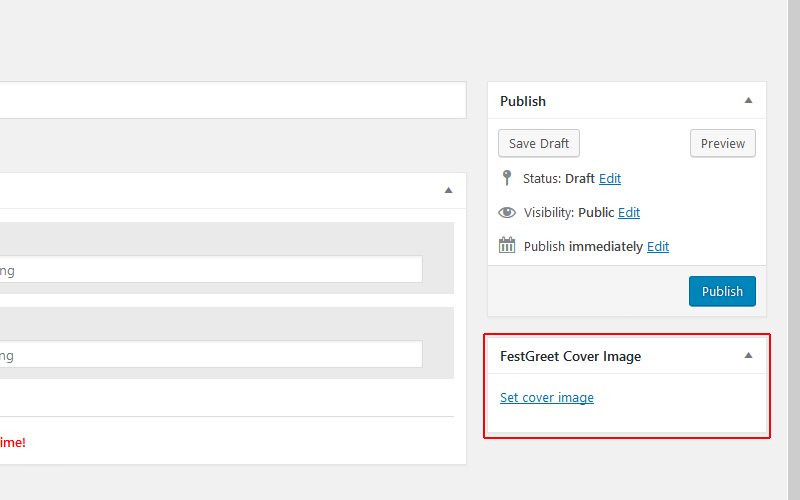 Publish
Save Draft Preview
Status: Draft Edit
Visibility: Public Edit
Publish immediately Edit
Publish
FestGreet Cover Image
Set cover image
ng
ng
ime!